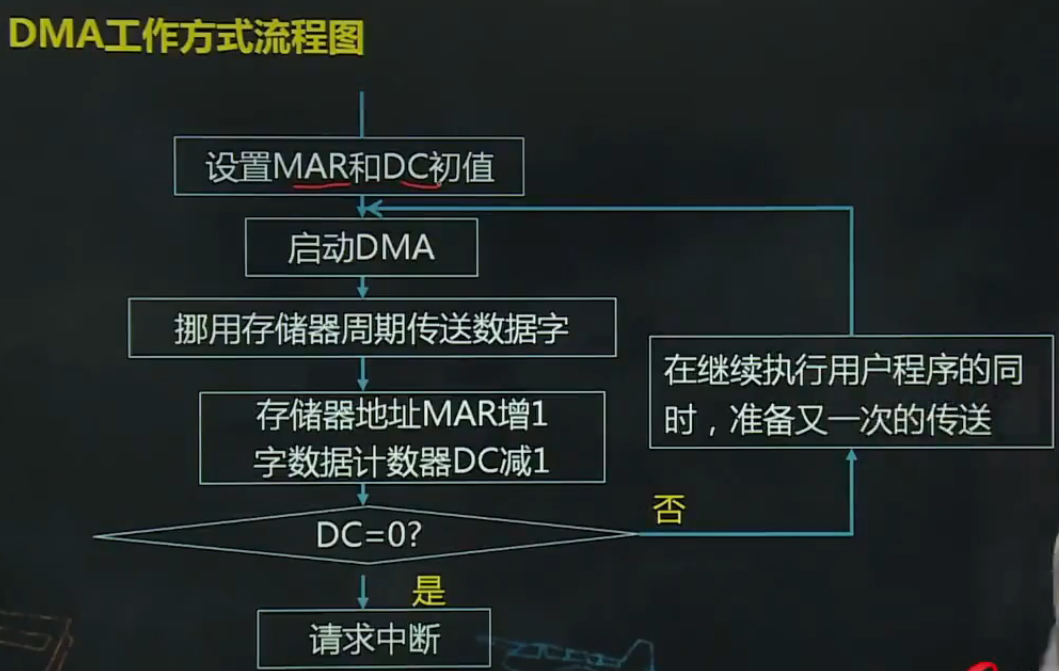 DMA工作方式流程图
设置MAR和DC初值
启动DMA
挪用存储器周期传送数据字
存储器地址MAR增1
字数据计数器DC减1
在继续执行用户程序的同
时，准备又一次的传送
DC=0?
否
是
请求中断